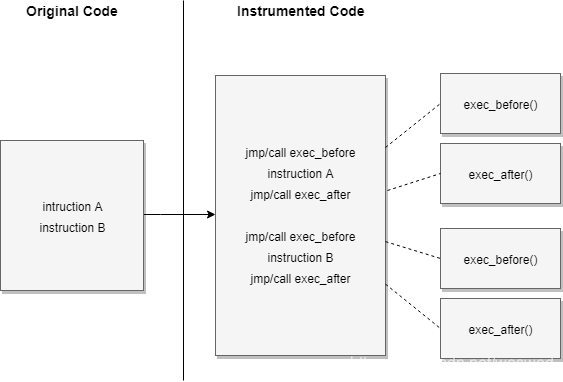 Original Code
Instrumented Code
intruction A
instruction B
jmp/call exec_before
instruction A
jmp/call exec_after
jmp/call exec_before
instruction B
jmp/call exec_after
exec_before()
exec_after()
exec_before()
exec_after()